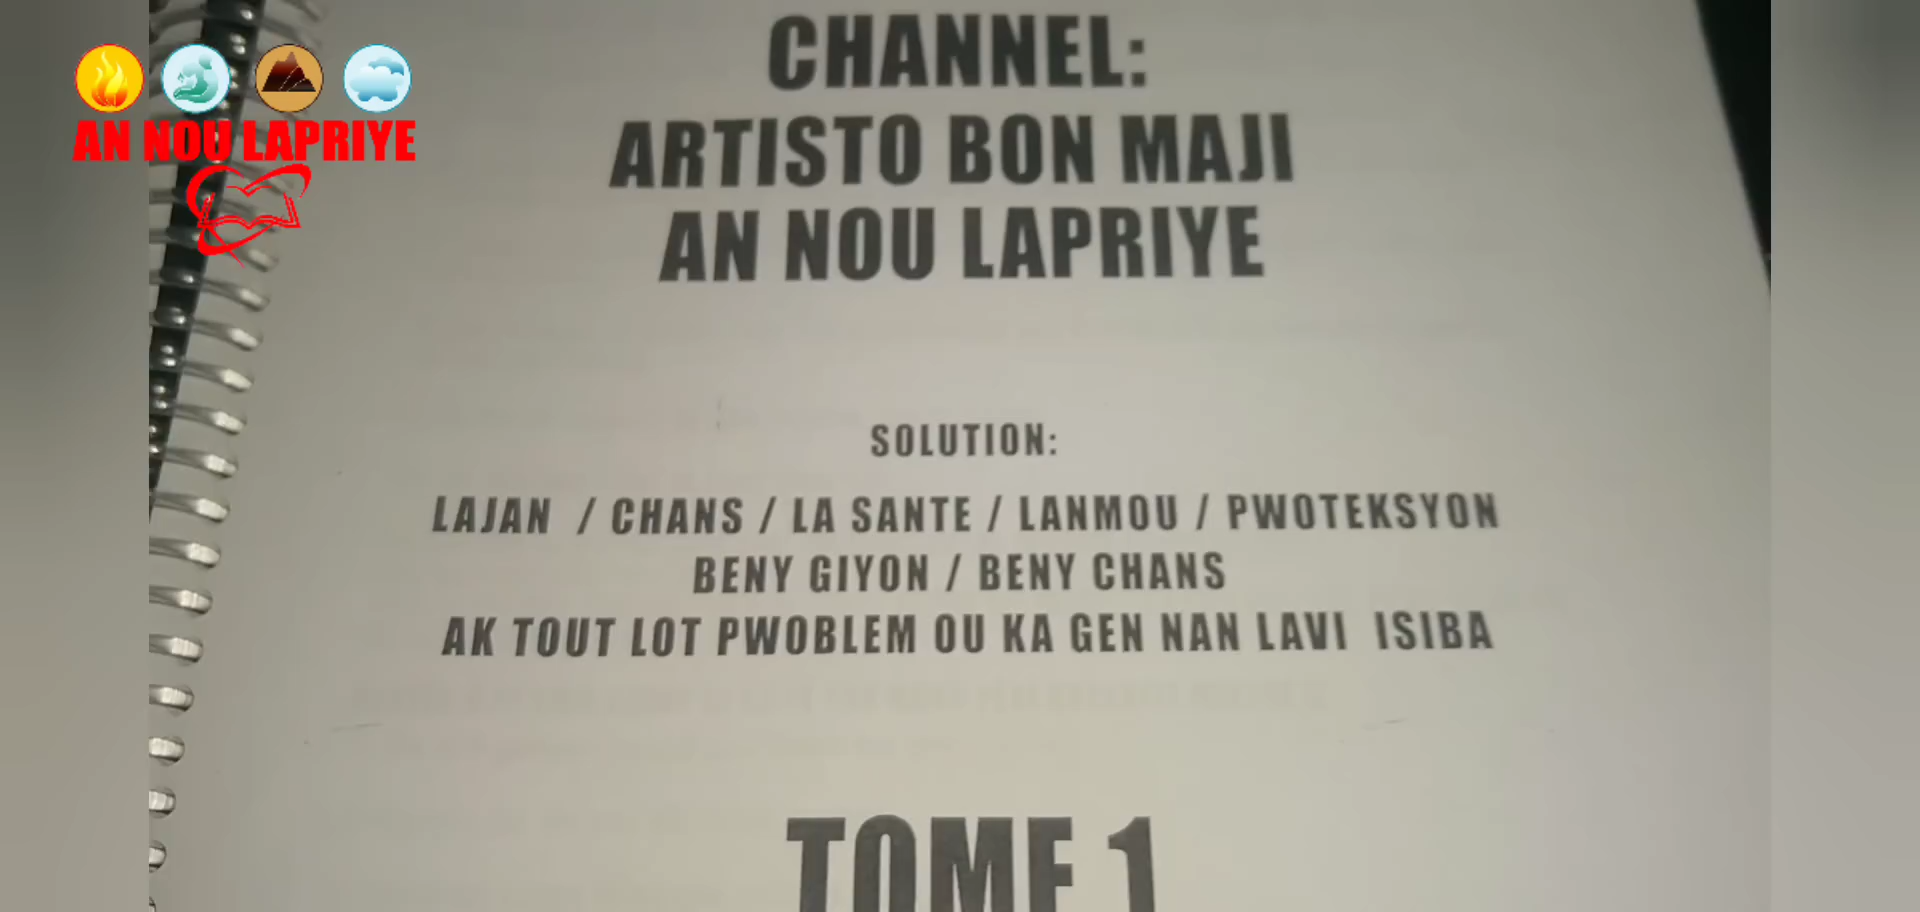 AN NOU LAPRIYE
CHANNEL:
ARTISTO BON MAJI
AN NOU LAPRIYE
SOLUTION:
LAJAN / CHANS / LA SANTE / LANMOU / PWOTEKSYON
BENY GIYON / BENY CHANS
AK TOUT LOT PWOBLEM OU KA GEN NAN LAVI ISIBA
TOME 1